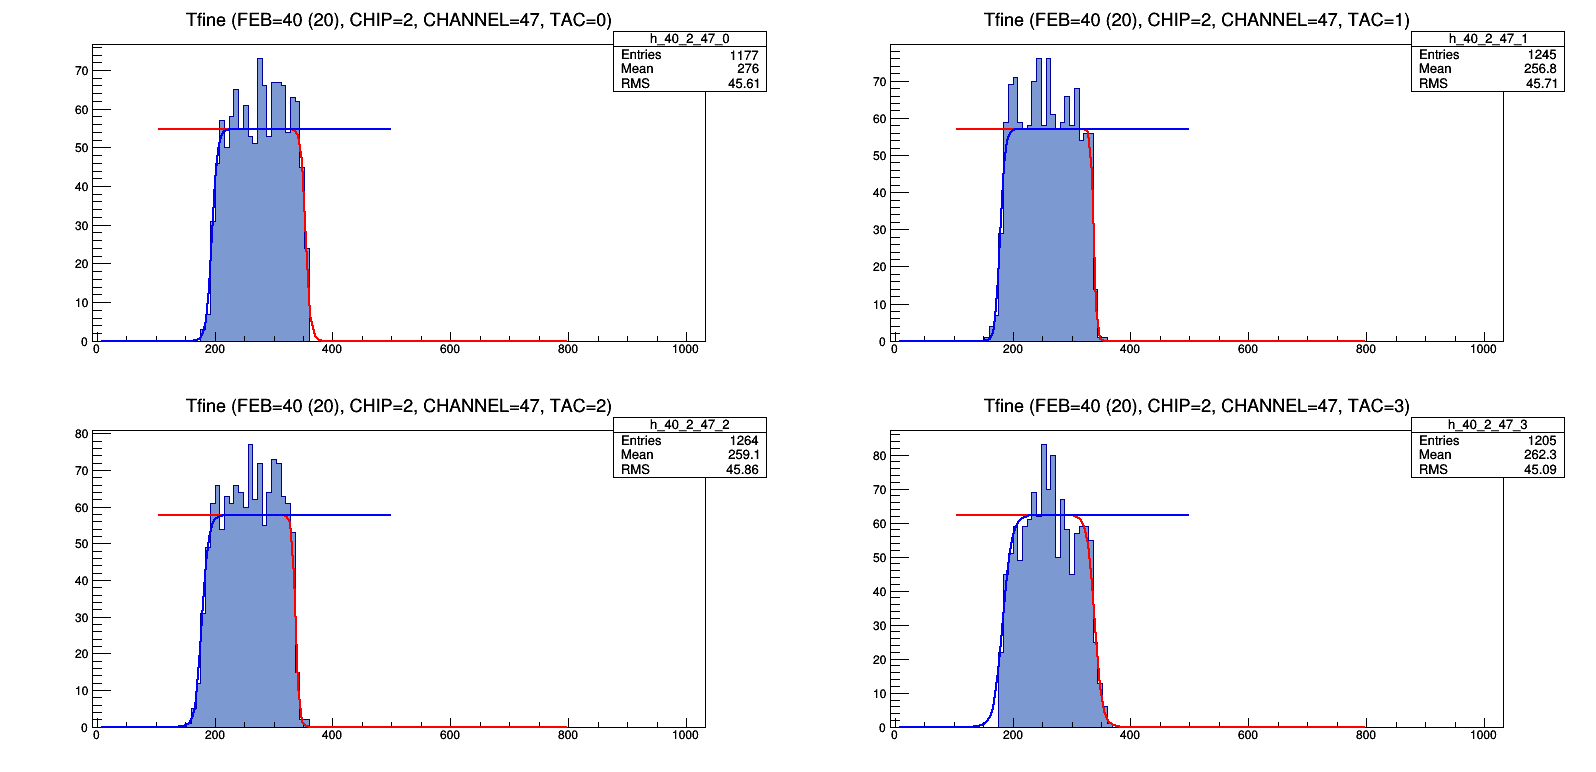 Tfine (FEB=40 (20), CHIP=2, CHANNEL=47, TAC=0)
h_40_2_47_0
Entries 1177
Mean 276
RMS 45.61
70
60
50
40
30
20
10
0
0 200 400 600 800 1000
Tfine (FEB=40 (20), CHIP=2, CHANNEL=47, TAC=1)
h_40_2_47_1
Entries 1245
Mean 256.8
RMS 45.71
70
60
50
40
30
20
10
0
0 200 400 600 800 1000
Tfine (FEB=40 (20), CHIP=2, CHANNEL=47, TAC=2)
h_40_2_47_2
Entries 1264
Mean 259.1
RMS 45.86
80
70
60
50
40
30
20
10
0
0 200 400 600 800 1000
Tfine (FEB=40 (20), CHIP=2, CHANNEL=47, TAC=3)
h_40_2_47_3
Entries 1205
Mean 262.3
RMS 45.09
80
70
60
50
40
30
20
10
0
0 200 400 600 800 1000